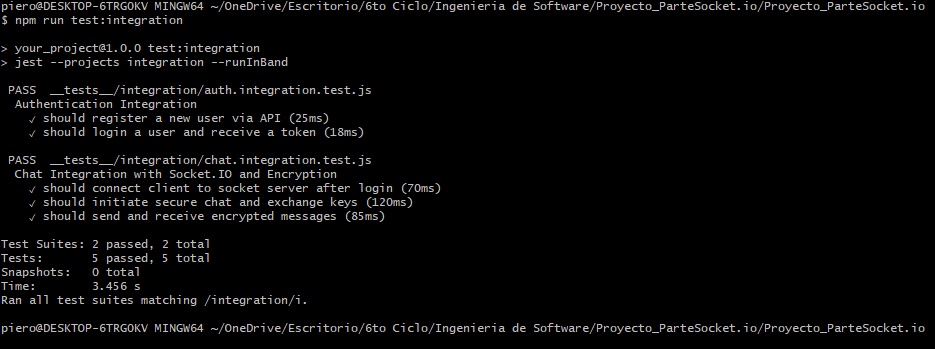 piero@DESKTOP-6TRGOKV MINGW64 ~/OneDrive/Escritorio/6to Ciclo/Ingenieria de Software/Proyecto_ParteSocket.io/Proyecto_ParteSocket.io
$ npm run test:integration
> your_project@1.0.0 test:integration
> jest --projects integration --runInBand
PASS __tests__/integration/auth.integration.test.js
Authentication Integration
✓ should register a new user via API (25ms)
✓ should login a user and receive a token (18ms)
PASS __tests__/integration/chat.integration.test.js
Chat Integration with Socket.IO and Encryption
✓ should connect client to socket server after login (70ms)
✓ should initiate secure chat and exchange keys (120ms)
✓ should send and receive encrypted messages (85ms)
Test Suites: 2 passed, 2 total
Tests: 5 passed, 5 total
Snapshots: 0 total
Time: 3.456 s
Ran all test suites matching /integration/i.
piero@DESKTOP-6TRGOKV MINGW64 ~/OneDrive/Escritorio/6to Ciclo/Ingenieria de Software/Proyecto_ParteSocket.io/Proyecto_ParteSocket.io